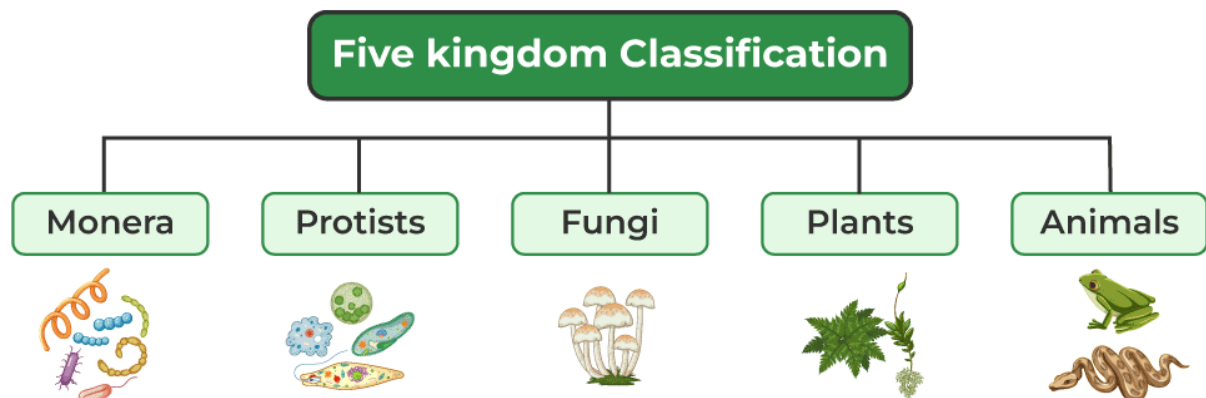 Five kingdom Classification
Monera
Protists
Fungi
Plants
Animals